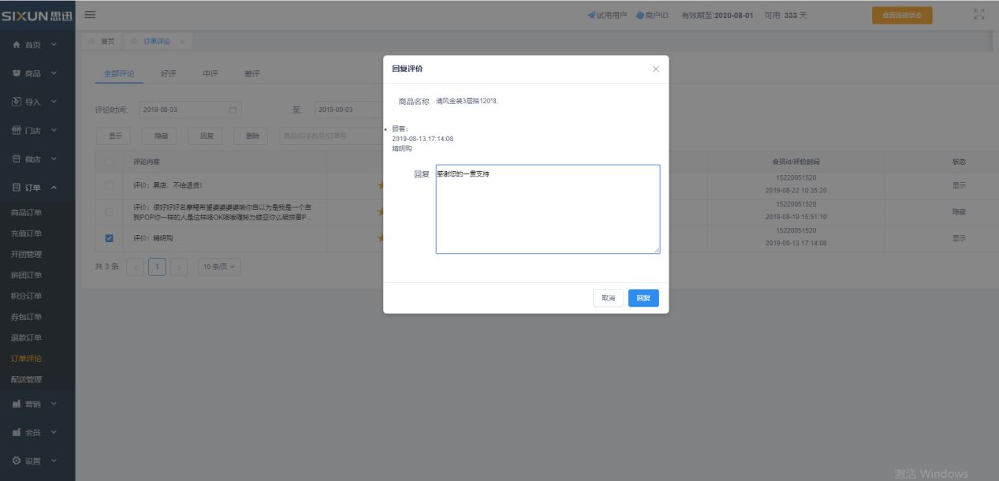 SIXUN思迅
试用用户 商户ID: 有效期至:2020-08-01 可用: 333 天 查看连接状态
首页
商品
导入
门店
微店
订单
商品订单
充值订单
开团管理
拼团订单
积分订单
券包订单
退款订单
订单评论
配送管理
营销
会员
设置
首页 订单评论 ×
全部评论 好评 中评 差评
评论时间: 2019-08-03 至: 2019-09-03
显示 隐藏 回复 删除 商品名/手机号/订单号
评论内容 会员id/评价时间 状态
评价：黑店，不给退货！ 15220051520 显示
2019-08-22 10:35:20
评价：很好好好名摩稽希望婆婆婆婆哦你自以为是我是一个自 15220051520 隐藏
我POP你一样的人是这样咯OK咯哦嘿努力镂空你么破拼音P... 2019-08-19 15:51:10
评价：精明购 15220051520 显示
2019-08-13 17:14:08
共 3 条 < 1 > 10 条/页
回复评价
商品名称 清风金装3层抽120*8,
顾客：
2019-08-13 17:14:08
精明购
回复 感谢您的一贯支持
取消 回复
激活 Windows